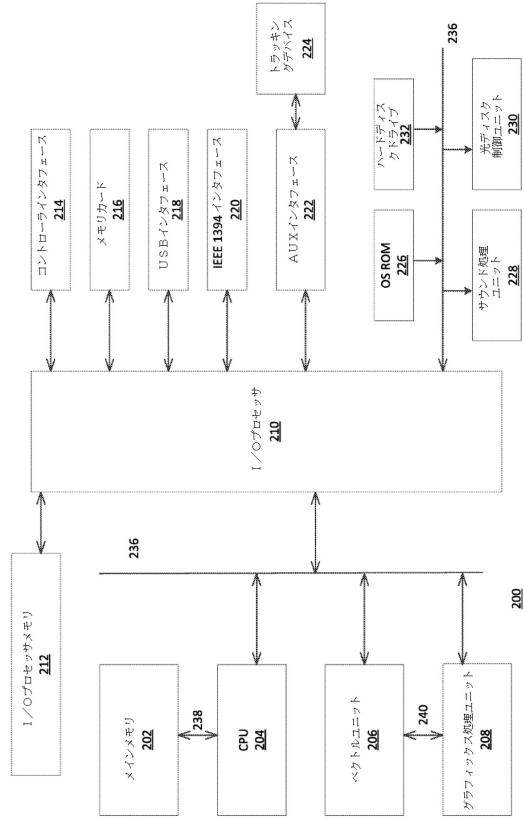 Ｉ／Ｏプロセッサメモリ
212
メインメモリ
202
238
CPU
204
ベクトルユニット
206
240
グラフィックス処理ユニット
208
236
200
Ｉ／Ｏプロセッサ
210
コントローラインタフェース
214
メモリカード
216
ＵＳＢインタフェース
218
IEEE 1394 インタフェース
220
ＡＵＸインタフェース
222
トラッキン
グデバイス
224
OS ROM
226
ハードディス
クドライブ
232
サウンド処理
ユニット
228
光ディスク
制御ユニット
230
236